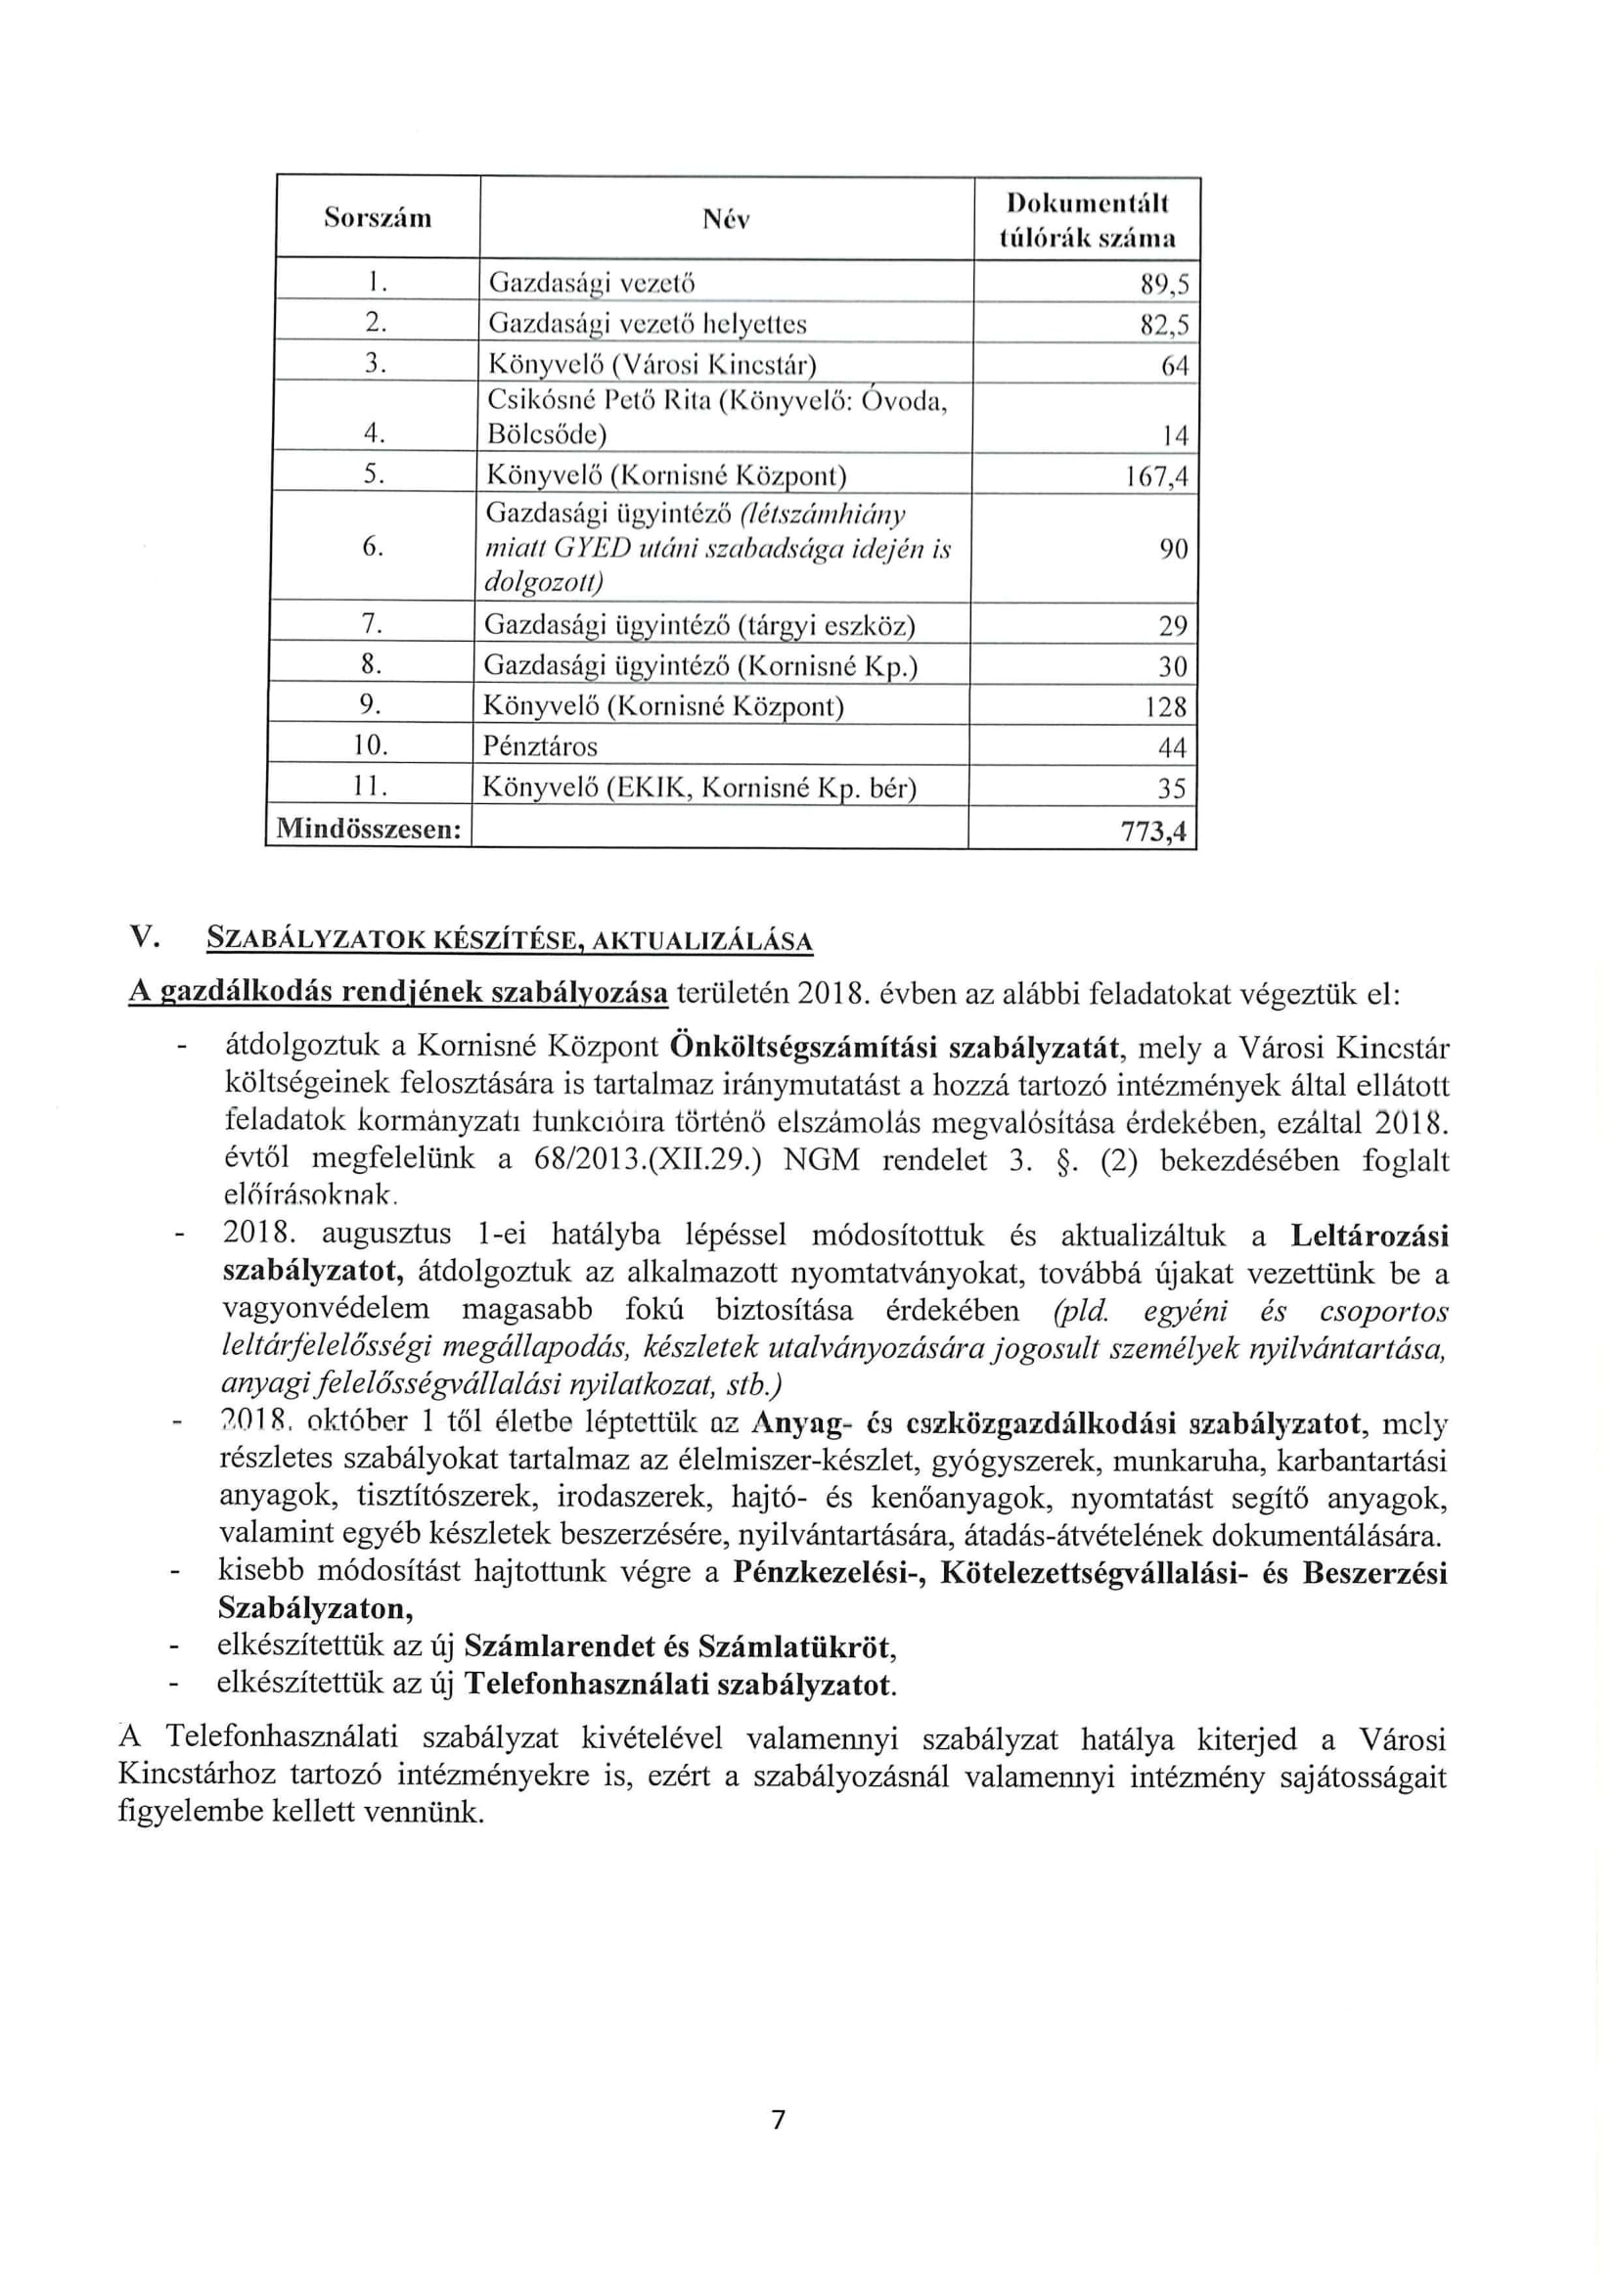 Sorszám Név Dokumentált
túlórák száma
1. Gazdasági vezető 89,5
2. Gazdasági vezető helyettes 82,5
3. Könyvelő (Városi Kincstár) 64
Csikósné Pető Rita (Könyvelő: Óvoda,
4. Bölcsőde) 14
5. Könyvelő (Kornisné Központ) 167,4
Gazdasági ügyintéző (létszámhiány
6. miatt GYED utáni szabadsága idején is 90
dolgozott)
7. Gazdasági ügyintéző (tárgyi eszköz) 29
8. Gazdasági ügyintéző (Kornisné Kp.) 30
9. Könyvelő (Kornisné Központ) 128
10. Pénztáros 44
11. Könyvelő (EKIK, Kornisné Kp. bér) 35
Mindösszesen: 773,4
V. SZABÁLYZATOK KÉSZÍTÉSE, AKTUALIZÁLÁSA
A gazdálkodás rendjének szabályozása területén 2018. évben az alábbi feladatokat végeztük el:
- átdolgoztuk a Kornisné Központ Önköltségszámítási szabályzatát, mely a Városi Kincstár
költségeinek felosztására is tartalmaz iránymutatást a hozzá tartozó intézmények által ellátott
feladatok kormányzati funkcióira történő elszámolás megvalósítása érdekében, ezáltal 2018.
évtől megfelelünk a 68/2013.(XII.29.) NGM rendelet 3. §. (2) bekezdésében foglalt
előírásoknak.
- 2018. augusztus 1-ei hatályba lépéssel módosítottuk és aktualizáltuk a Leltározási
szabályzatot, átdolgoztuk az alkalmazott nyomtatványokat, továbbá újakat vezettünk be a
vagyonvédelem magasabb fokú biztosítása érdekében (pld. egyéni és csoportos
leltárfelelősségi megállapodás, készletek utalványozására jogosult személyek nyilvántartása,
anyagi felelősségvállalási nyilatkozat, stb.)
- 2018. október 1 től életbe léptettük az Anyag- és eszközgazdálkodási szabályzatot, mely
részletes szabályokat tartalmaz az élelmiszer-készlet, gyógyszerek, munkaruha, karbantartási
anyagok, tisztítószerek, irodaszerek, hajtó- és kenőanyagok, nyomtatást segítő anyagok,
valamint egyéb készletek beszerzésére, nyilvántartására, átadás-átvételének dokumentálására.
- kisebb módosítást hajtottunk végre a Pénzkezelési-, Kötelezettségvállalási- és Beszerzési
Szabályzaton,
- elkészítettük az új Számlarendet és Számlatükröt,
- elkészítettük az új Telefonhasználati szabályzatot.
A Telefonhasználati szabályzat kivételével valamennyi szabályzat hatálya kiterjed a Városi
Kincstárhoz tartozó intézményekre is, ezért a szabályozásnál valamennyi intézmény sajátosságait
figyelembe kellett vennünk.
7